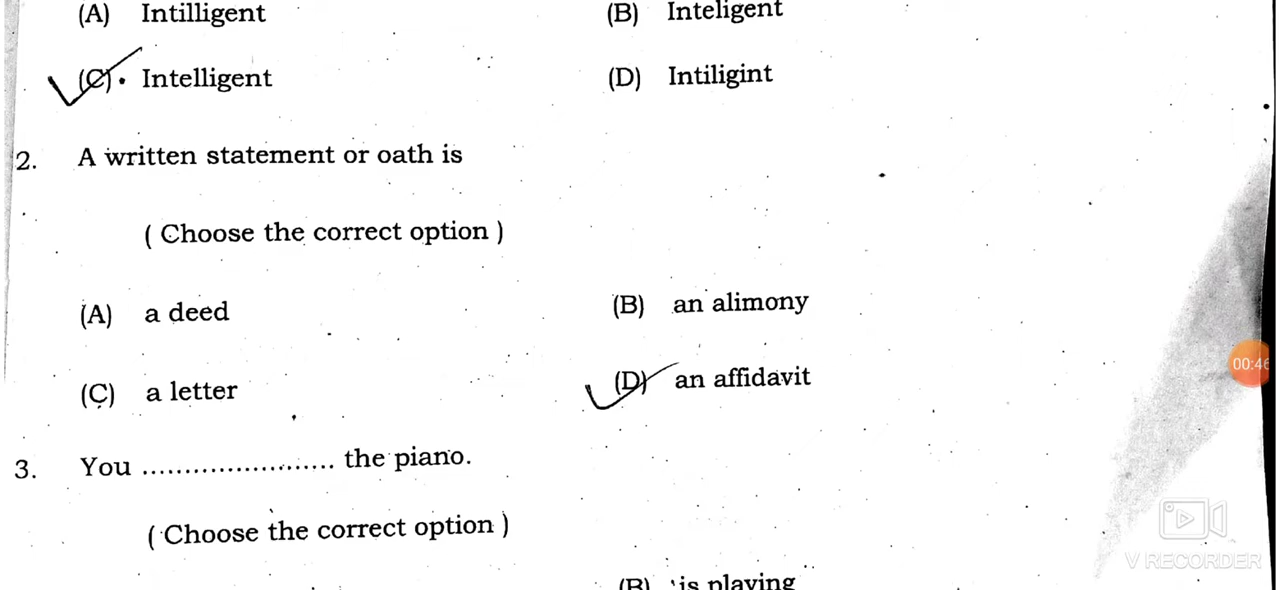 (A) Intilligent (B) Inteligent
(C) Intelligent (D) Intiligint
2. A written statement or oath is
( Choose the correct option )
(A) a deed (B) an alimony
(C) a letter (D) an affidavit
3. You ........................ the piano.
( Choose the correct option )
(B) is playing
00:46
V RECORDER